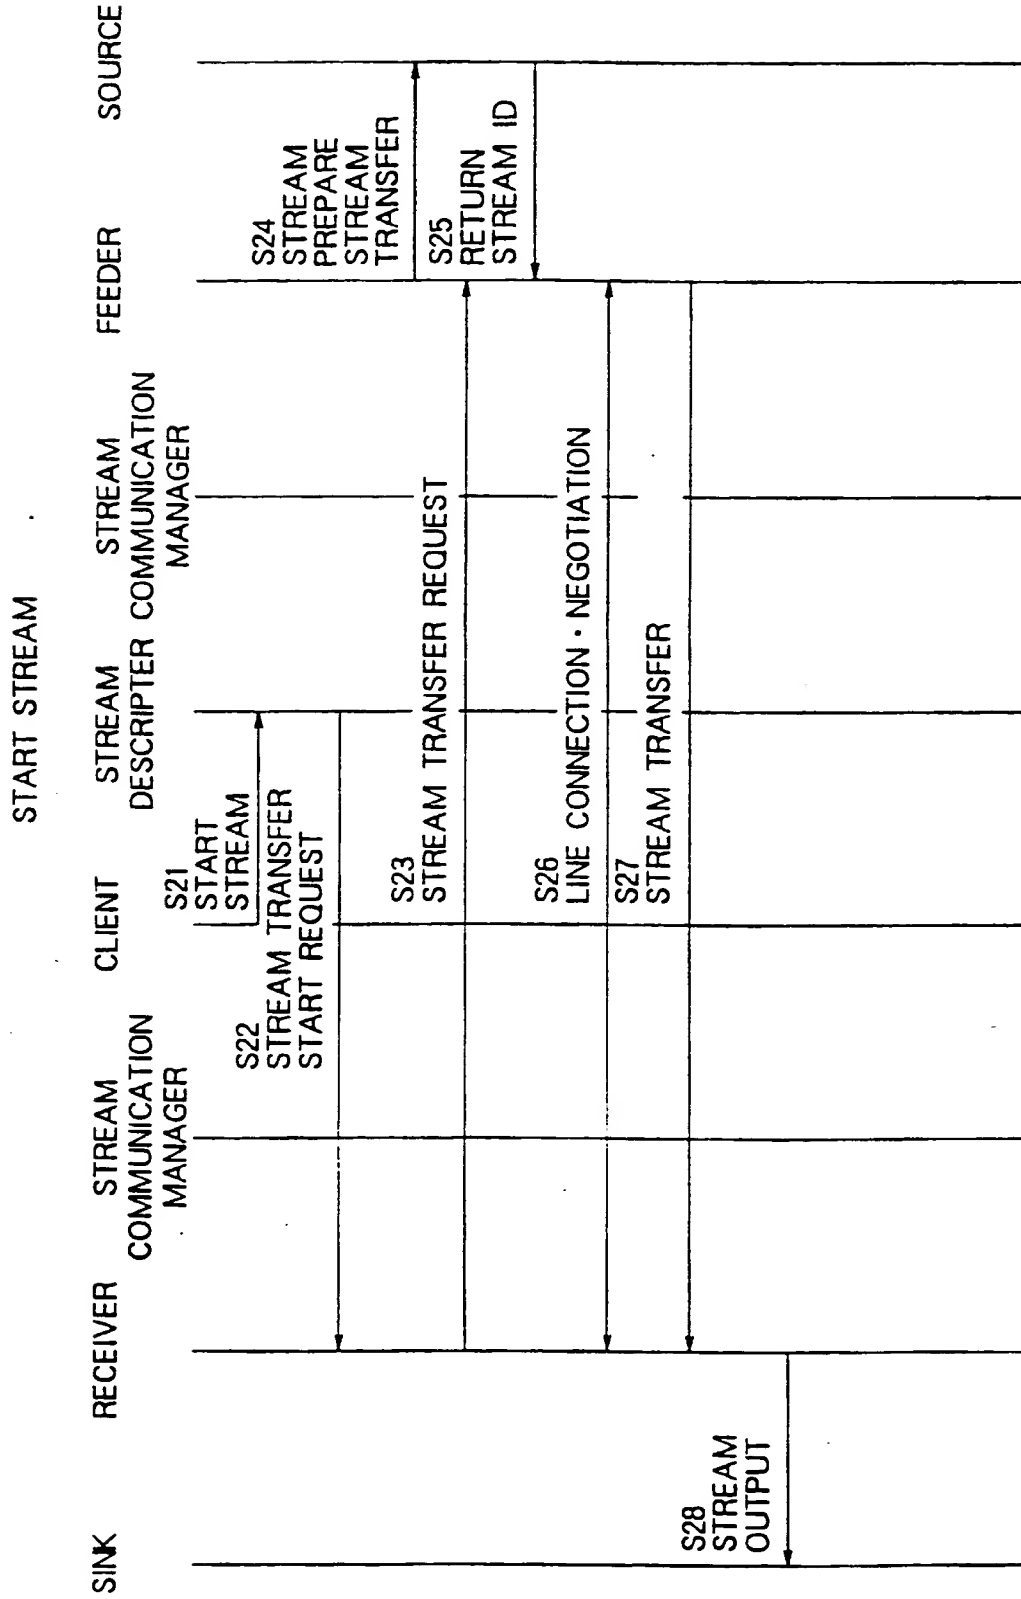 START STREAM
SINK
RECEIVER
STREAM
COMMUNICATION
MANAGER
CLIENT
STREAM
DESCRIPTER
STREAM
COMMUNICATION
MANAGER
FEEDER
SOURCE
S21
START
STREAM
S22
STREAM TRANSFER
START REQUEST
S23
STREAM TRANSFER REQUEST
S24
STREAM
PREPARE
STREAM
TRANSFER
S25
RETURN
STREAM ID
S26
LINE CONNECTION・NEGOTIATION
S27
STREAM TRANSFER
S28
STREAM
OUTPUT